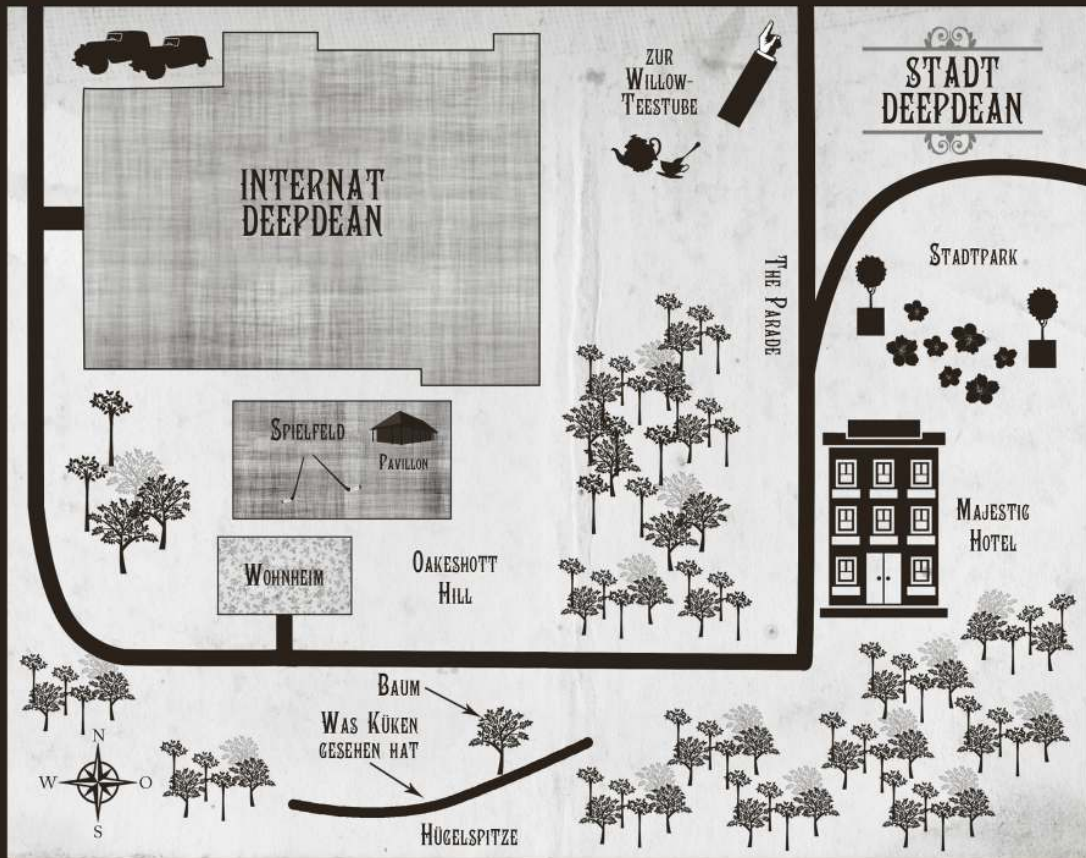 STADT
DEEPDEAN
ZUR
WILLOW-
TEESTUBE
INTERNAT
DEEPDEAN
STADTPARK
THE PARADE
SPIELFELD
PAVILLON
MAJESTIC
HOTEL
WOHNHEIM
OAKESHOTT
HILL
BAUM
WAS KÜKEN
GESEHEN HAT
HÜGELSPITZE
N
W
O
S